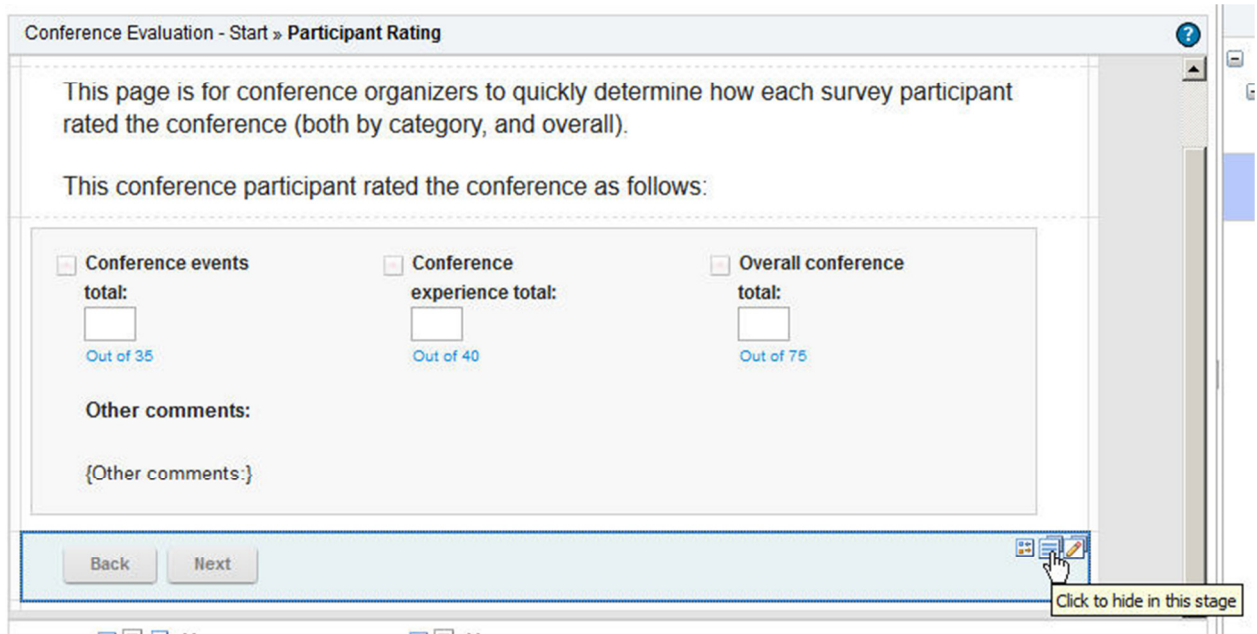 Conference Evaluation - Start » Participant Rating
?
This page is for conference organizers to quickly determine how each survey participant
rated the conference (both by category, and overall).
This conference participant rated the conference as follows:
Conference events
total:
Out of 35
Conference
experience total:
Out of 40
Overall conference
total:
Out of 75
Other comments:
{Other comments:}
Back Next
Click to hide in this stage